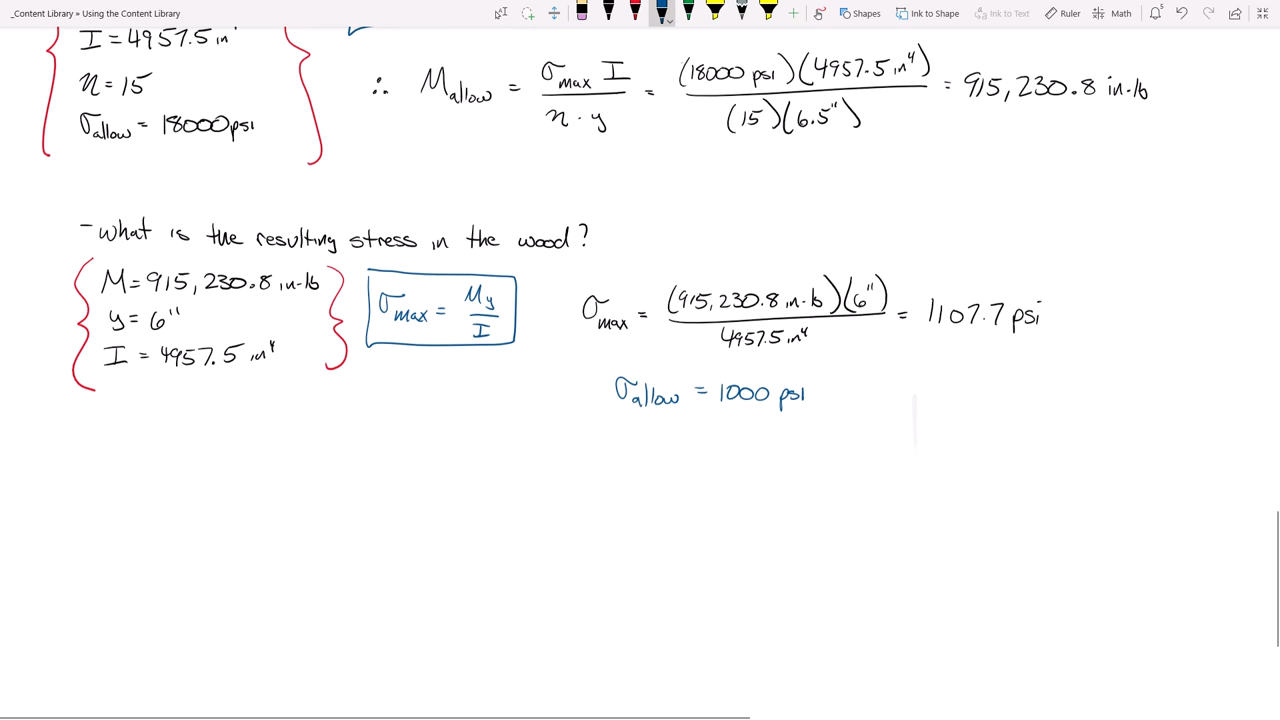 _Content Library » Using the Content Library
Shapes Ink to Shape Ink to Text Ruler Math
I = 4957.5 in⁴
n = 15
σallow = 18000 psi
∴ Mallow = σmax I / n · y = (18000 psi)(4957.5 in⁴) / (15)(6.5") = 915,230.8 in·lb
- what is the resulting stress in the wood?
M = 915,230.8 in·lb
y = 6"
I = 4957.5 in⁴
σmax = My / I
σmax = (915,230.8 in·lb)(6") / 4957.5 in⁴ = 1107.7 psi
σallow = 1000 psi